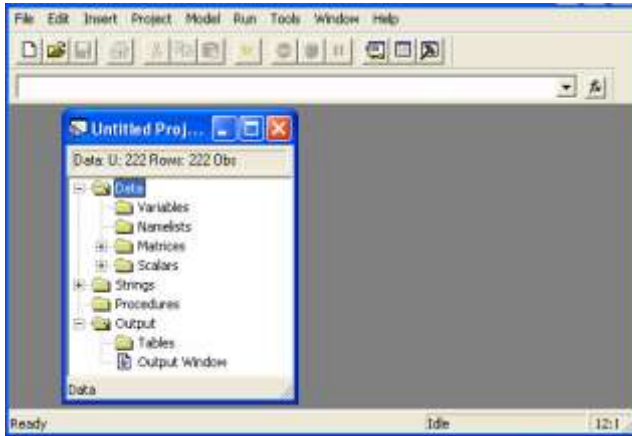 File Edit Insert Project Model Run Tools Window Help
Untitled Proj...
Data: U: 222 Rows: 222 Obs
Data
Variables
Namelists
Matrices
Scalars
Strings
Procedures
Output
Tables
Output Window
Data
Ready Idle 12:1